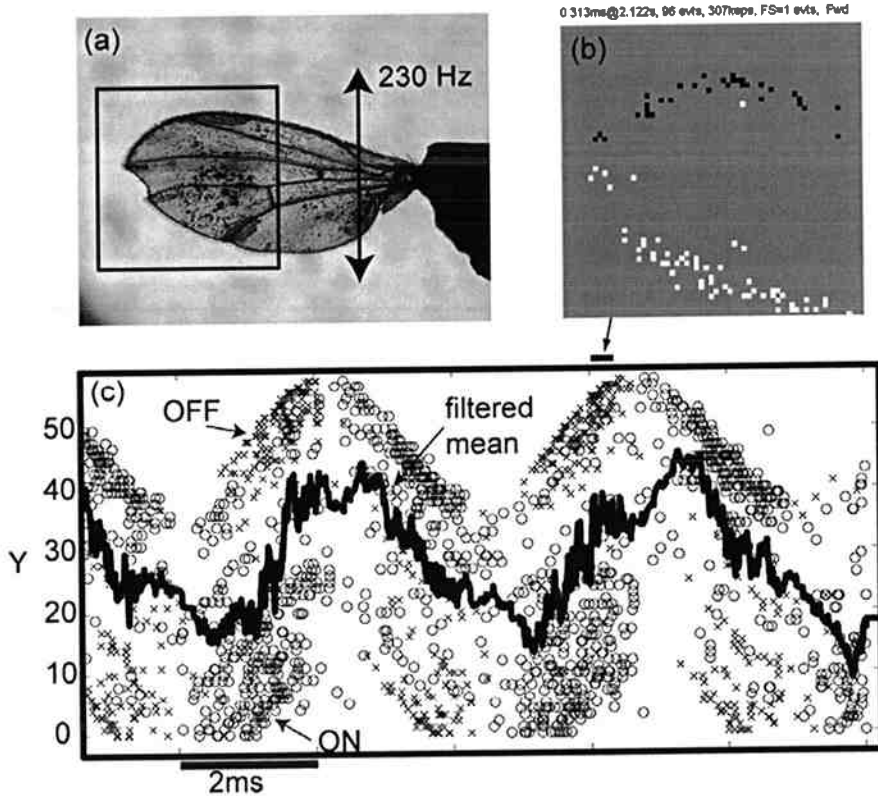 0.313ms@2.122s, 96 evts, 307keps, FS=1 evts, Fwd
(a)
230 Hz
(b)
(c)
OFF
filtered
mean
50
40
30
Y
20
10
0
ON
2ms